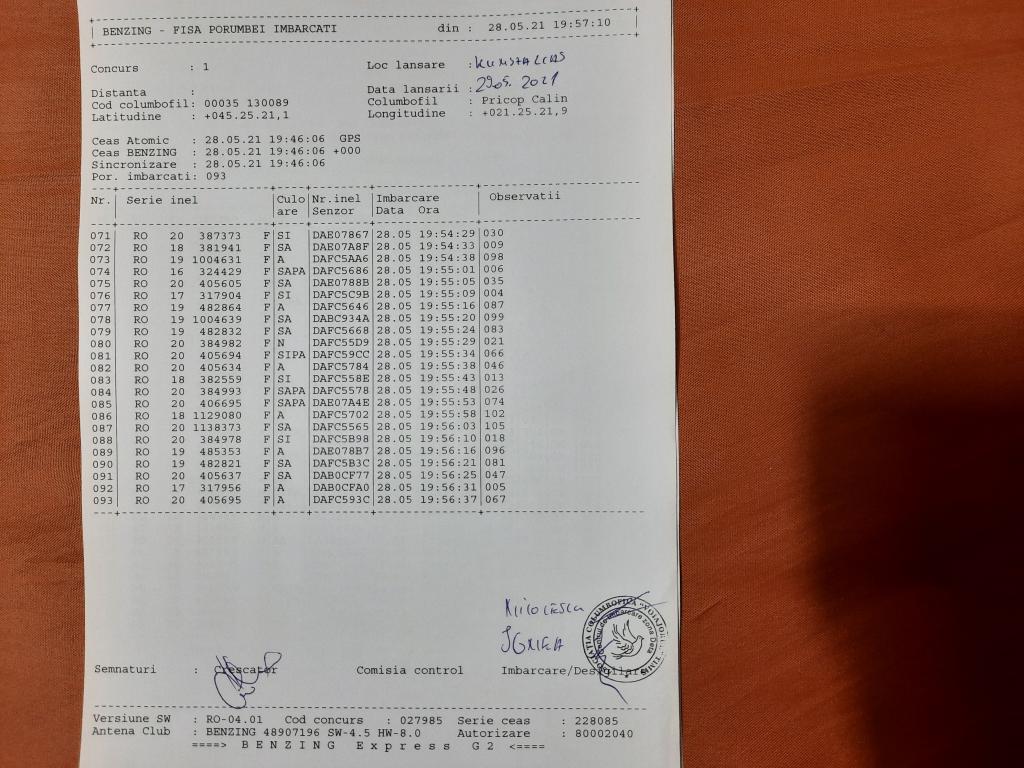 BENZING - FISA PORUMBEI IMBARCATI din : 28.05.21 19:57:10
Concurs : 1 Loc lansare :
Distanta : Data lansarii : 29.05. 2021
Cod columbofil: 00035 130089 Columbofil : Pricop Calin
Latitudine : +045.25.21,1 Longitudine : +021.25.21,9
Ceas Atomic : 28.05.21 19:46:06 GPS
Ceas BENZING : 28.05.21 19:46:06 +000
Sincronizare : 28.05.21 19:46:06
Por. imbarcati: 093
Nr. Serie inel Culo Nr.inel Imbarcare Observatii
are Senzor Data Ora
071 RO 20 387373 F SI DAE07867 28.05 19:54:29 030
072 RO 18 381941 F SA DAE07A8F 28.05 19:54:33 009
073 RO 19 1004631 F A DAFC5AA6 28.05 19:54:38 098
074 RO 16 324429 F SAPA DAFC5686 28.05 19:55:01 006
075 RO 20 405605 F SA DAE0788B 28.05 19:55:05 035
076 RO 17 317904 F SI DAFC5C9B 28.05 19:55:09 004
077 RO 19 482864 F A DAFC5646 28.05 19:55:16 087
078 RO 19 1004639 F SA DABC934A 28.05 19:55:20 099
079 RO 19 482832 F SA DAFC5668 28.05 19:55:24 083
080 RO 20 384982 F N DAFC55D9 28.05 19:55:29 021
081 RO 20 405694 F SIPA DAFC59CC 28.05 19:55:34 066
082 RO 20 405634 F A DAFC5784 28.05 19:55:38 046
083 RO 18 382559 F SI DAFC558E 28.05 19:55:43 013
084 RO 20 384993 F SAPA DAFC5578 28.05 19:55:48 026
085 RO 20 406695 F SAPA DAE07A4E 28.05 19:55:53 074
086 RO 18 1129080 F A DAFC5702 28.05 19:55:58 102
087 RO 20 1138373 F SA DAFC5565 28.05 19:56:03 105
088 RO 20 384978 F SI DAFC5B98 28.05 19:56:10 018
089 RO 19 485353 F A DAE078B7 28.05 19:56:16 096
090 RO 19 482821 F SA DAFC5B3C 28.05 19:56:21 081
091 RO 20 405637 F SA DAB0CF77 28.05 19:56:25 047
092 RO 17 317956 F A DAB0CFA0 28.05 19:56:31 005
093 RO 20 405695 F A DAFC593C 28.05 19:56:37 067
Semnaturi : Crescator Comisia control Imbarcare/Desigilare
Versiune SW : RO-04.01 Cod concurs : 027985 Serie ceas : 228085
Antena Club : BENZING 48907196 SW-4.5 HW-8.0 Autorizare : 80002040
====> B E N Z I N G E x p r e s s G 2 <====